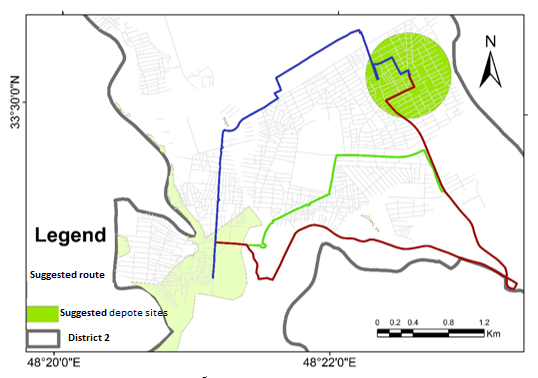 N
33°30'0"N
Legend
Suggested route
Suggested depote sites
District 2
0 0.2 0.4 0.8 1.2
Km
48°20'0"E
48°22'0"E